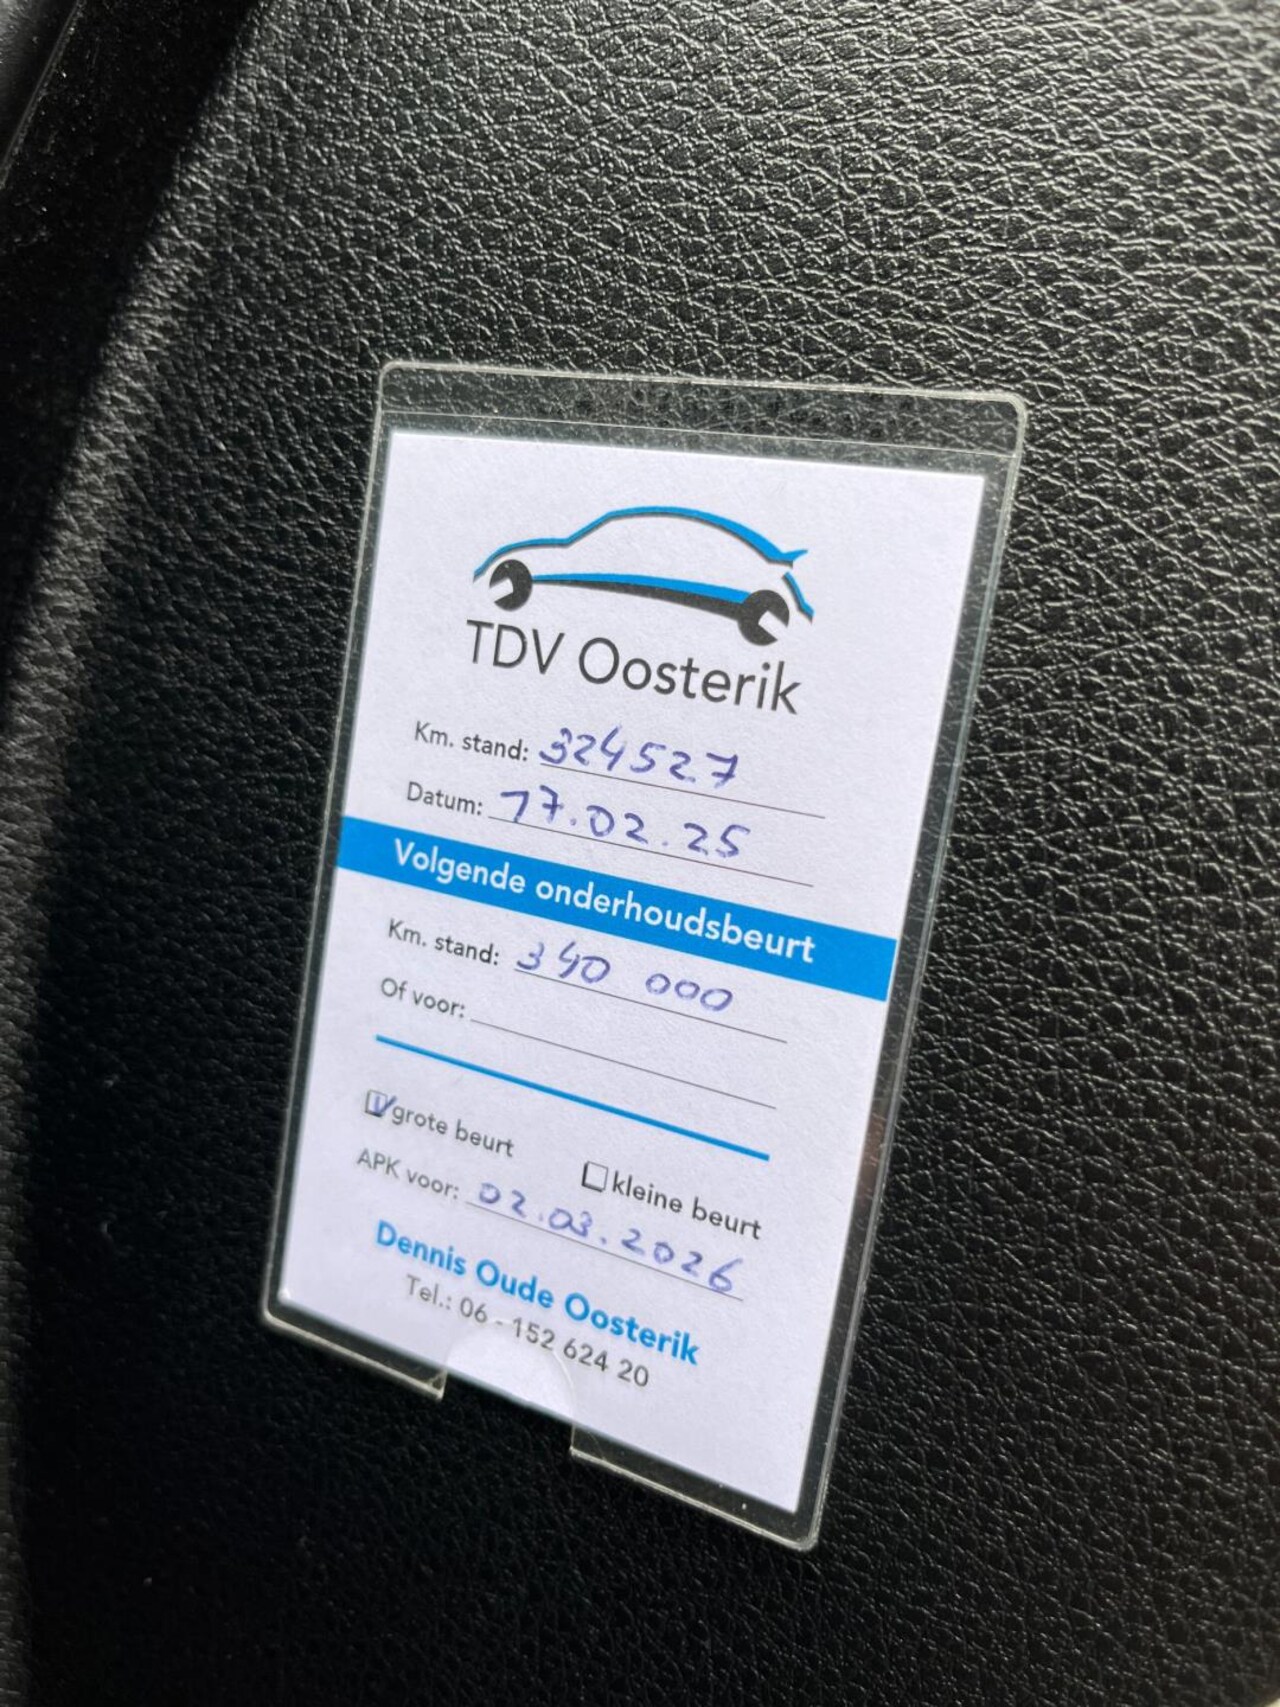 TDV Oosterik
Km. stand: 324527
Datum: 17.02.25
Volgende onderhoudsbeurt
Km. stand: 340 000
Of voor:
grote beurt
kleine beurt
APK voor: 02.03.2026
Dennis Oude Oosterik
Tel.: 06 - 152 624 20